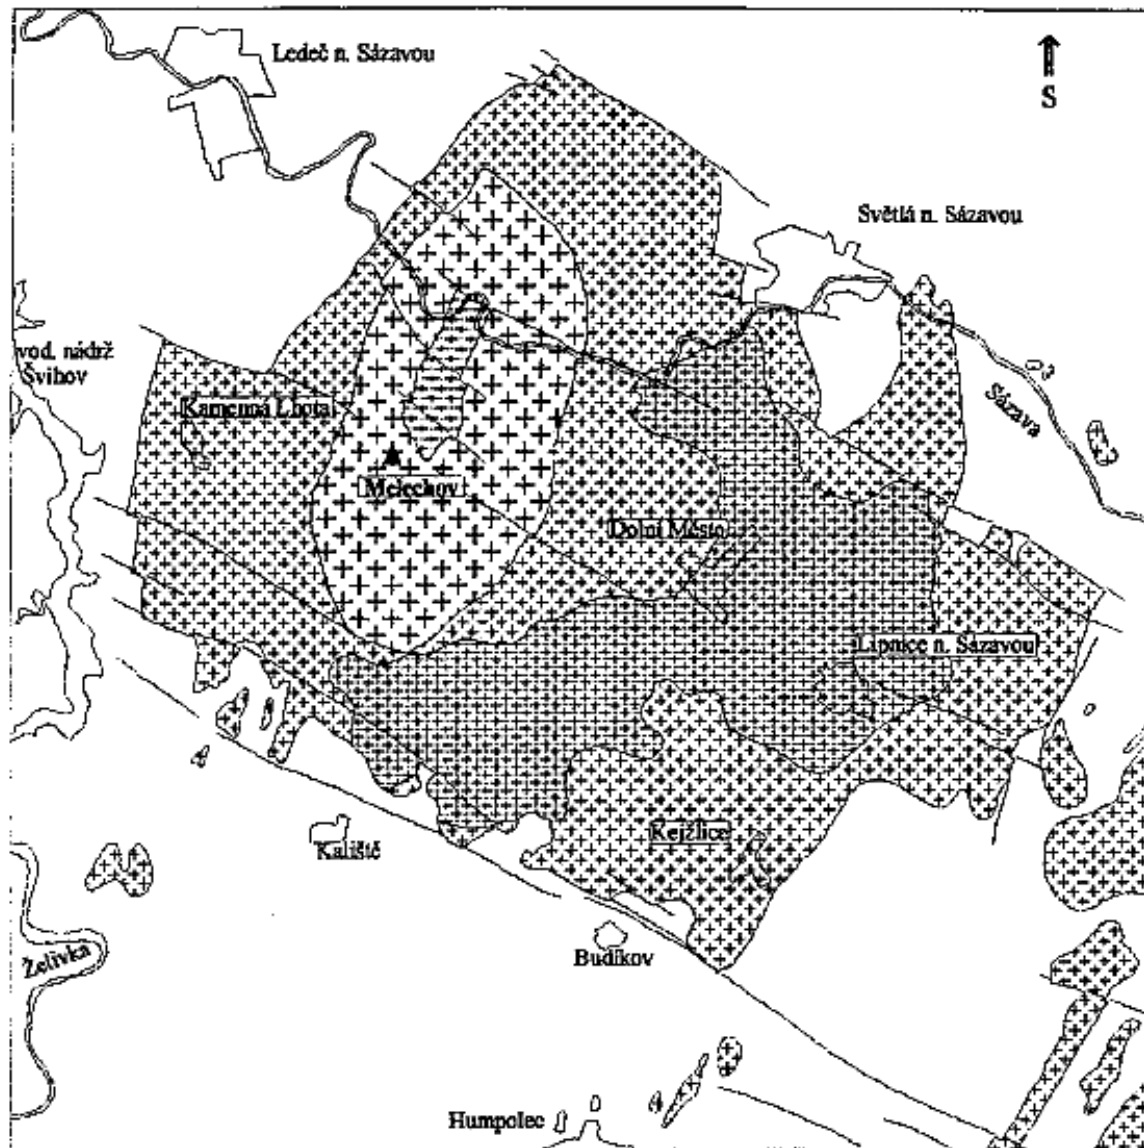 Ledeč n. Sázavou
S
Světlá n. Sázavou
vod. nádrž
Švihov
Kamenná Lhota
Sázava
Melechov
Dolní Město
Lipnice n. Sázavou
Kaliště
Rejžlice
Želivka
Budíkov
Humpolec